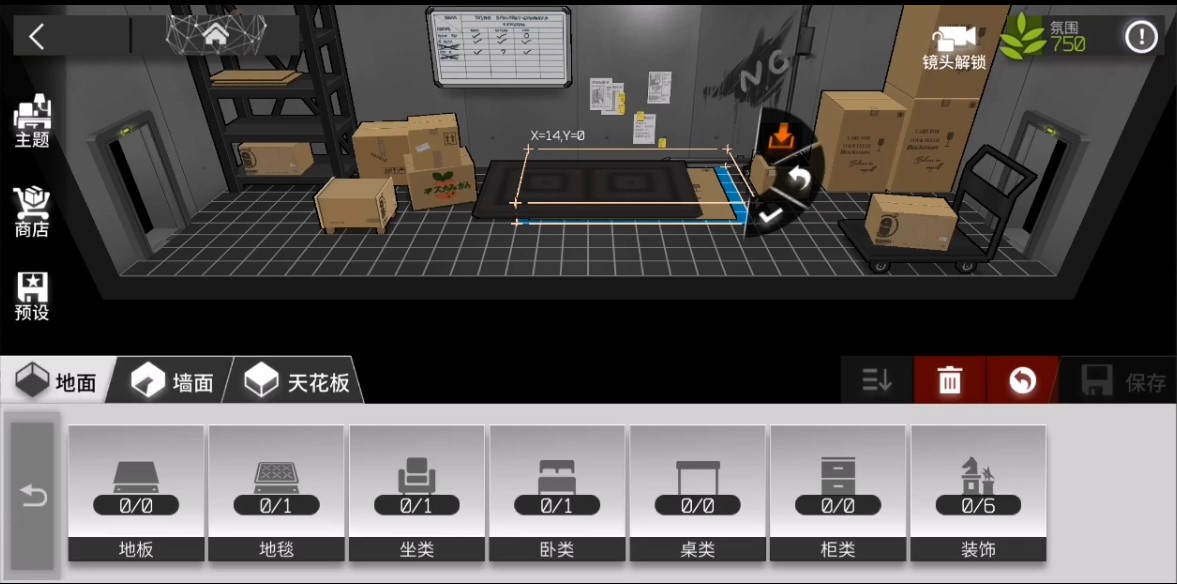 氛围
750
镜头解锁
主题
X=14,Y=0
NG
商店
预设
地面
墙面
天花板
保存
0/0
0/1
0/1
0/1
0/0
0/0
0/6
地板
地毯
坐类
卧类
桌类
柜类
装饰